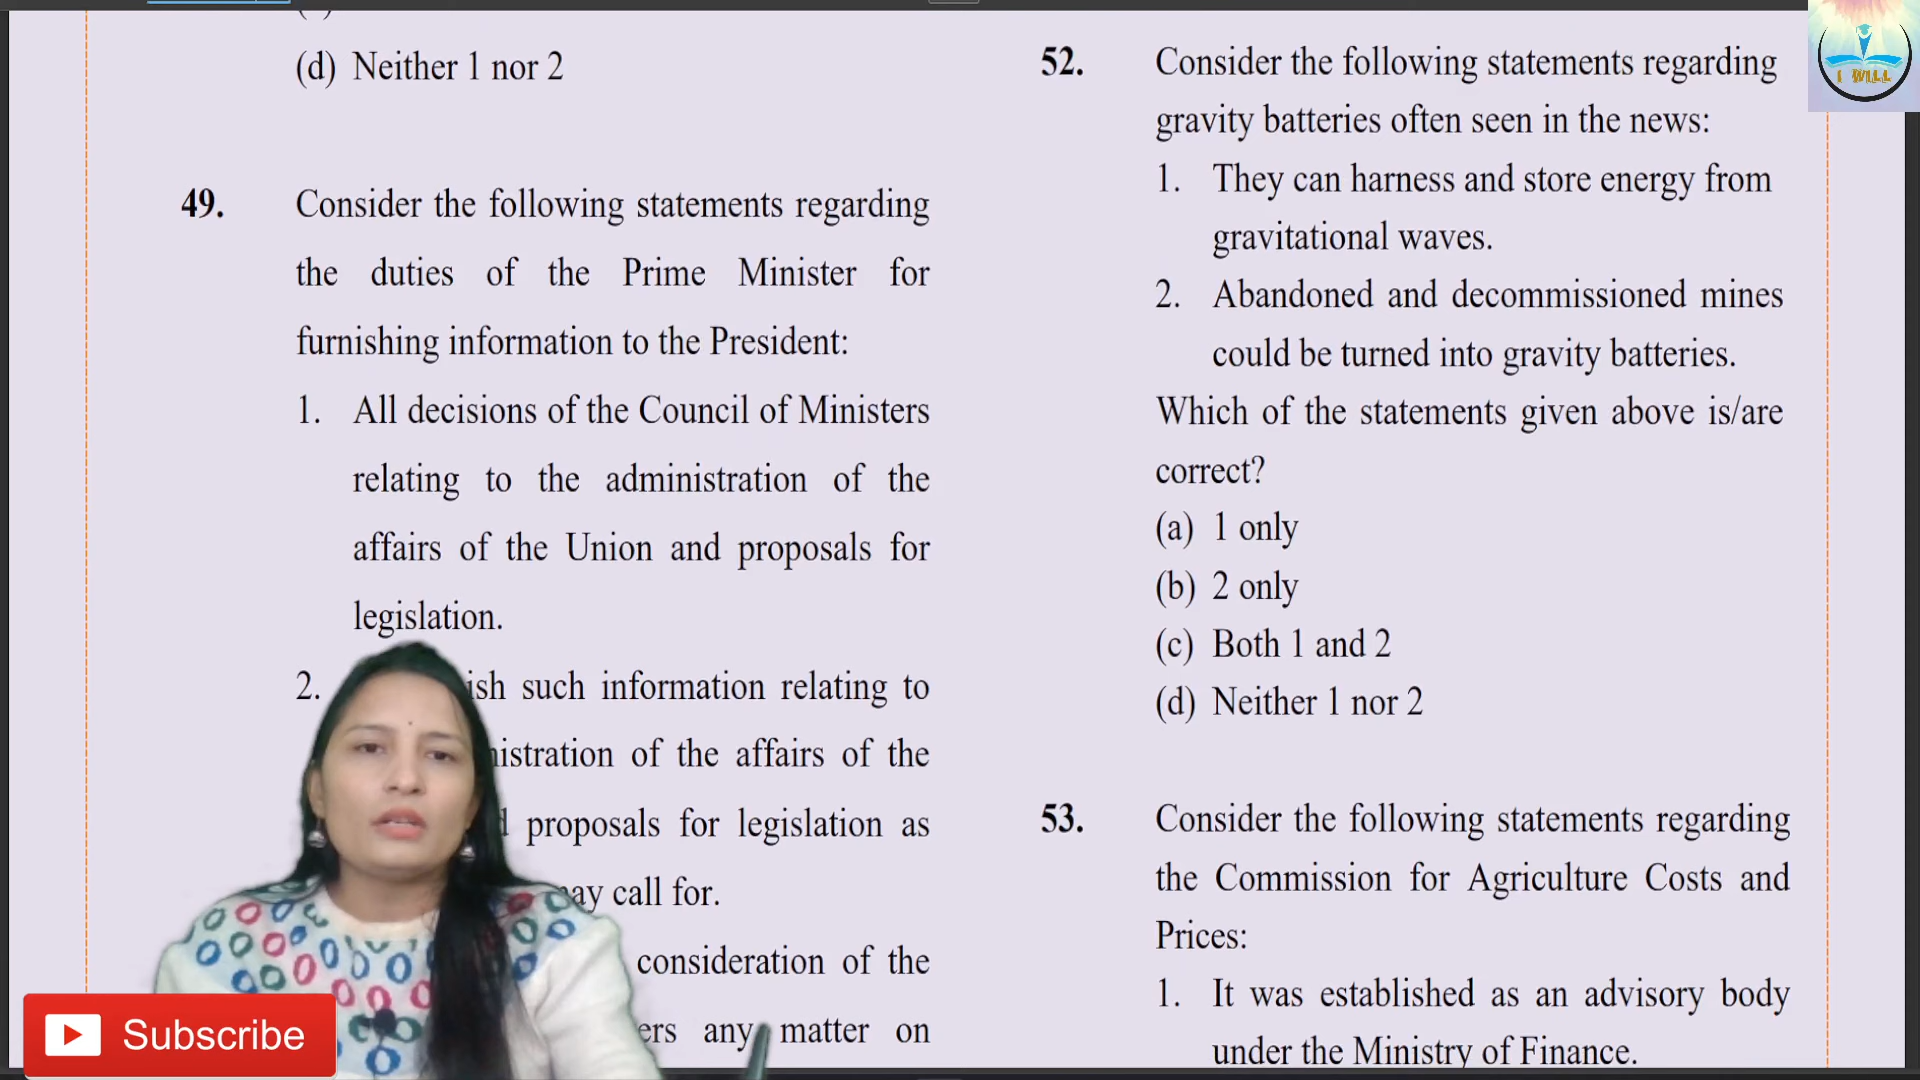 (d) Neither 1 nor 2
49. Consider the following statements regarding
the duties of the Prime Minister for
furnishing information to the President:
1. All decisions of the Council of Ministers
relating to the administration of the
affairs of the Union and proposals for
legislation.
2. such information relating to
of the affairs of the
proposals for legislation as
call for.
consideration of the
any matter on
52. Consider the following statements regarding
gravity batteries often seen in the news:
1. They can harness and store energy from
gravitational waves.
2. Abandoned and decommissioned mines
could be turned into gravity batteries.
Which of the statements given above is/are
correct?
(a) 1 only
(b) 2 only
(c) Both 1 and 2
(d) Neither 1 nor 2
53. Consider the following statements regarding
the Commission for Agriculture Costs and
Prices:
1. It was established as an advisory body
under the Ministry of Finance.
I WILL
Subscribe